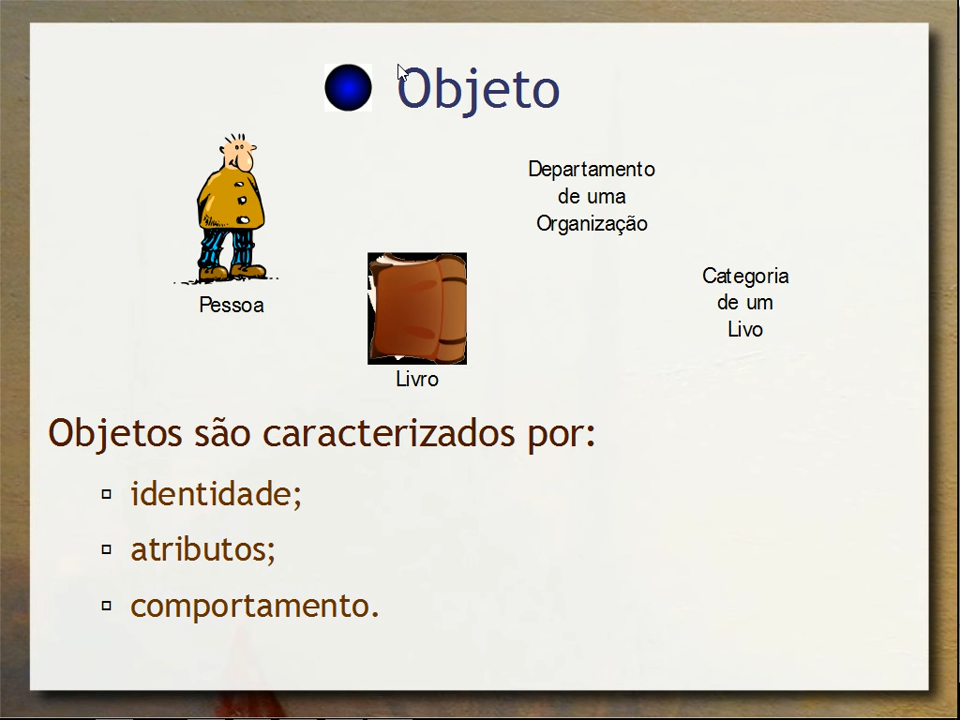 Objeto
Departamento
de uma
Organização
Categoria
de um
Livo
Pessoa
Livro
Objetos são caracterizados por:
identidade;
atributos;
comportamento.